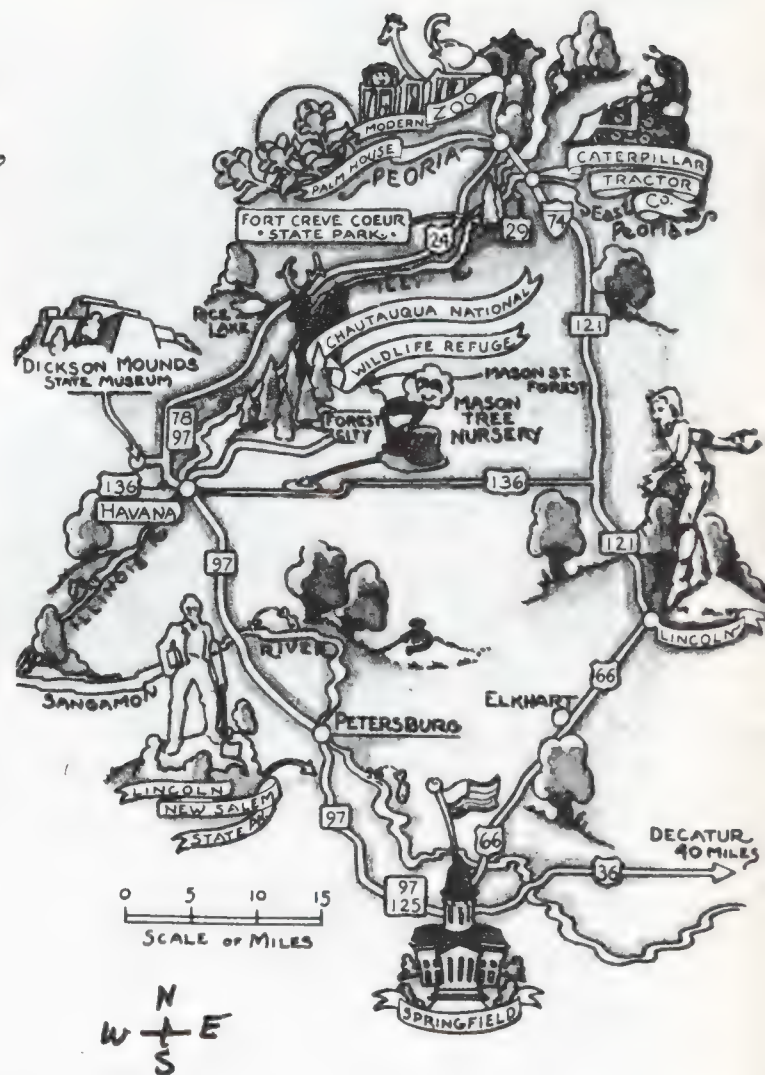 MODERN ZOO
PALM HOUSE
PEORIA
CATERPILLAR
TRACTOR
Co.
EAST
PEORIA
FORT CREVE COEUR
STATE PARK
24
29
74
RICE
LAKE
CHAUTAUQUA NATIONAL
WILDLIFE REFUGE
121
DICKSON MOUNDS
STATE MUSEUM
MASON ST.
FOREST
MASON
TREE
NURSERY
FOREST
CITY
78
97
136
136
HAVANA
121
97
ILLINOIS
LINCOLN
RIVER
66
SANGAMON
ELKHART
PETERSBURG
LINCOLN
NEW SALEM
STATE PK.
97
66
DECATUR
40 MILES
36
97
125
0 5 10 15
SCALE OF MILES
SPRINGFIELD
N
W E
S